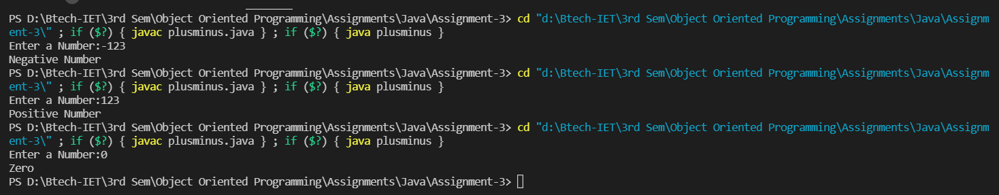 PS D:\Btech-IET\3rd Sem\Object Oriented Programming\Assignments\Java\Assignment-3> cd "d:\Btech-IET\3rd Sem\Object Oriented Programming\Assignments\Java\Assignm
ent-3\" ; if ($?) { javac plusminus.java } ; if ($?) { java plusminus }
Enter a Number:-123
Negative Number
PS D:\Btech-IET\3rd Sem\Object Oriented Programming\Assignments\Java\Assignment-3> cd "d:\Btech-IET\3rd Sem\Object Oriented Programming\Assignments\Java\Assignm
ent-3\" ; if ($?) { javac plusminus.java } ; if ($?) { java plusminus }
Enter a Number:123
Positive Number
PS D:\Btech-IET\3rd Sem\Object Oriented Programming\Assignments\Java\Assignment-3> cd "d:\Btech-IET\3rd Sem\Object Oriented Programming\Assignments\Java\Assignm
ent-3\" ; if ($?) { javac plusminus.java } ; if ($?) { java plusminus }
Enter a Number:0
Zero
PS D:\Btech-IET\3rd Sem\Object Oriented Programming\Assignments\Java\Assignment-3>